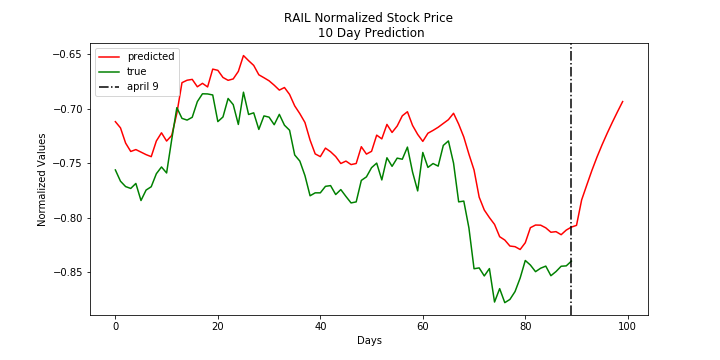 RAIL Normalized Stock Price
10 Day Prediction
predicted
true
april 9
Normalized Values
−0.65
−0.70
−0.75
−0.80
−0.85
0
20
40
60
80
100
Days